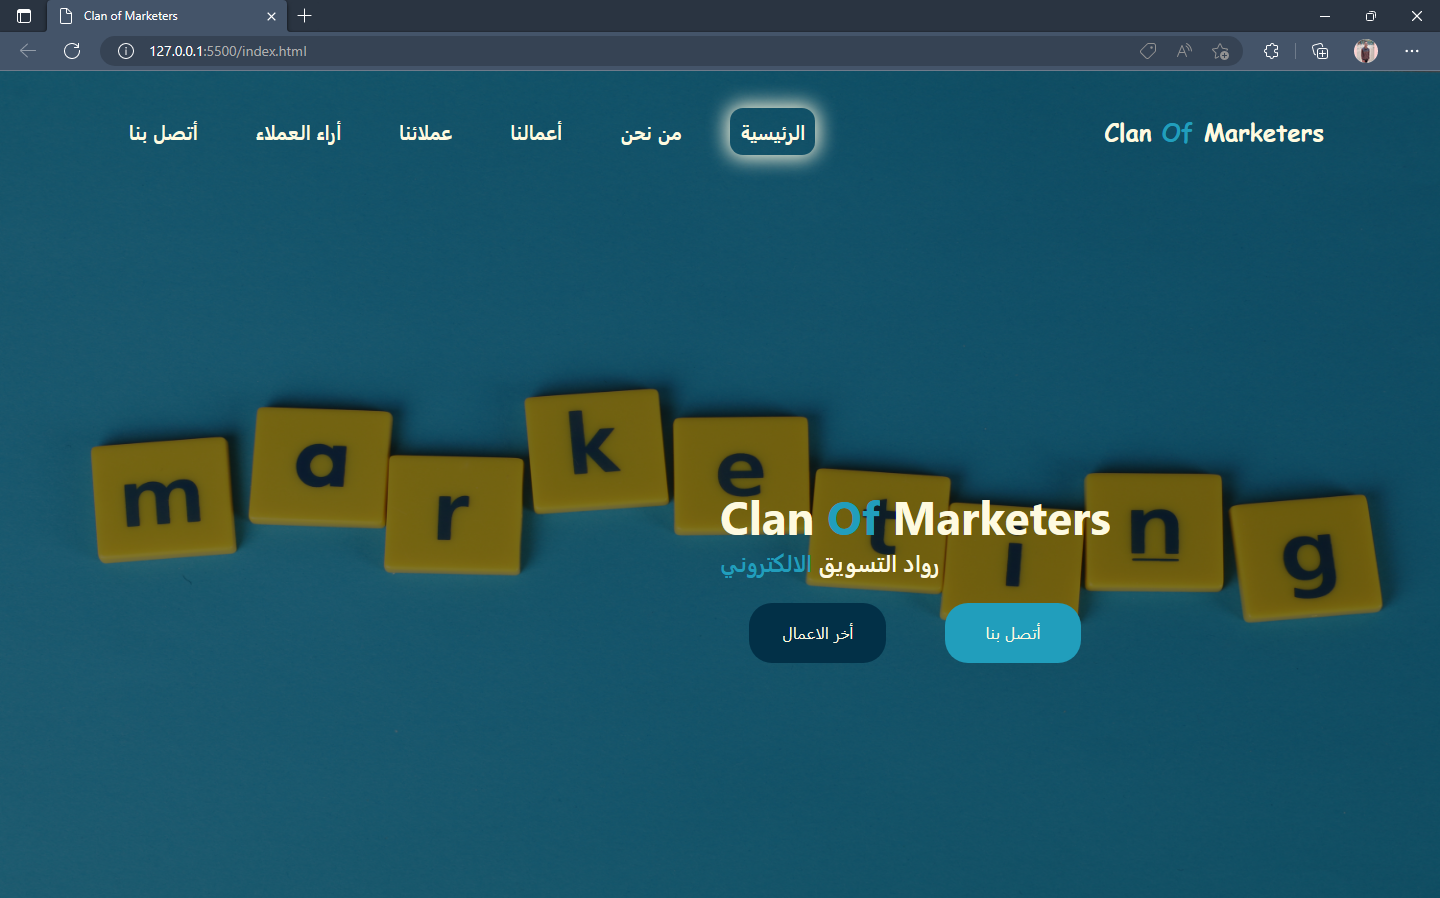 Clan of Marketers
127.0.0.1:5500/index.html
Clan Of Marketers
الرئيسية
من نحن
أعمالنا
عملائنا
أراء العملاء
أتصل بنا
marketing
Clan Of Marketers
رواد التسويق الالكتروني
أتصل بنا
أخر الاعمال